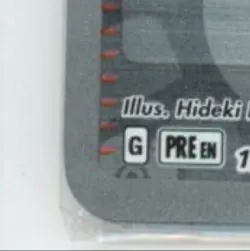 Illus. Hideki
G PRE EN 1